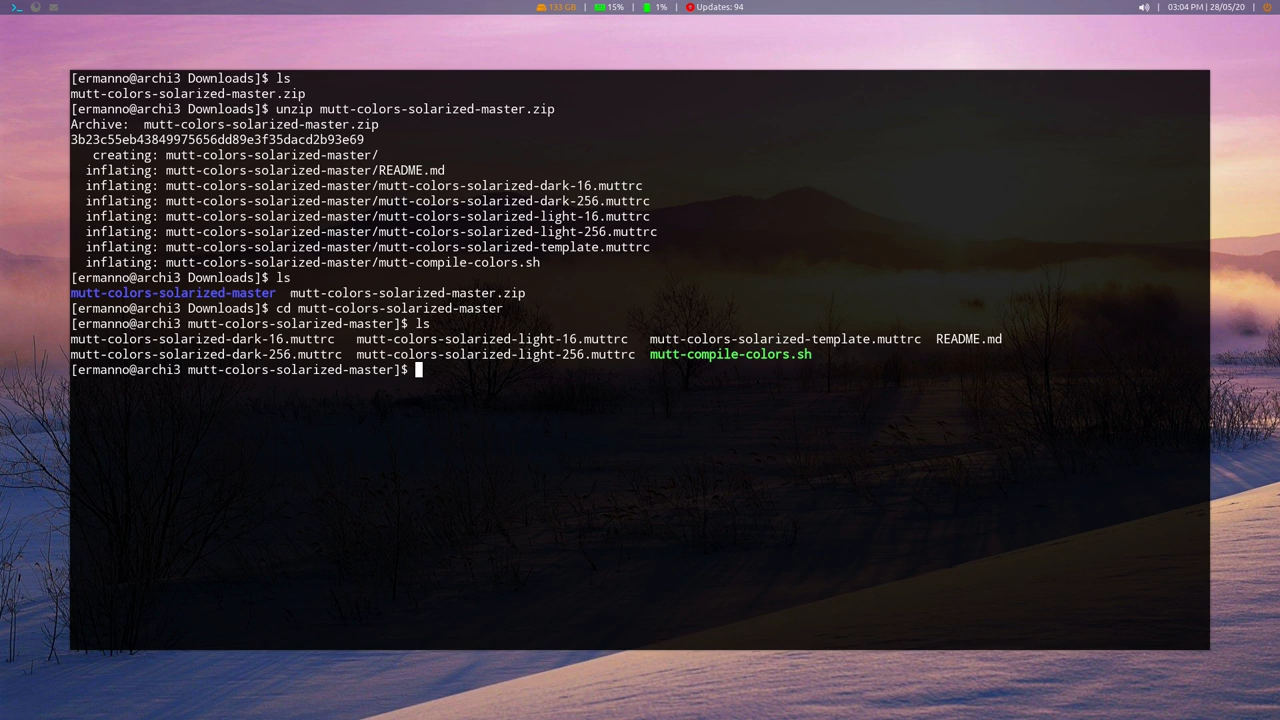 133 GB | 15% | 1% | Updates: 94 | 03:04 PM | 28/05/20 |
[ermanno@archi3 Downloads]$ ls
mutt-colors-solarized-master.zip
[ermanno@archi3 Downloads]$ unzip mutt-colors-solarized-master.zip
Archive:  mutt-colors-solarized-master.zip
3b23c55eb43849975656dd89e3f35dacd2b93e69
   creating: mutt-colors-solarized-master/
  inflating: mutt-colors-solarized-master/README.md
  inflating: mutt-colors-solarized-master/mutt-colors-solarized-dark-16.muttrc
  inflating: mutt-colors-solarized-master/mutt-colors-solarized-dark-256.muttrc
  inflating: mutt-colors-solarized-master/mutt-colors-solarized-light-16.muttrc
  inflating: mutt-colors-solarized-master/mutt-colors-solarized-light-256.muttrc
  inflating: mutt-colors-solarized-master/mutt-colors-solarized-template.muttrc
  inflating: mutt-colors-solarized-master/mutt-compile-colors.sh
[ermanno@archi3 Downloads]$ ls
mutt-colors-solarized-master  mutt-colors-solarized-master.zip
[ermanno@archi3 Downloads]$ cd mutt-colors-solarized-master
[ermanno@archi3 mutt-colors-solarized-master]$ ls
mutt-colors-solarized-dark-16.muttrc   mutt-colors-solarized-light-16.muttrc   mutt-colors-solarized-template.muttrc  README.md
mutt-colors-solarized-dark-256.muttrc  mutt-colors-solarized-light-256.muttrc  mutt-compile-colors.sh
[ermanno@archi3 mutt-colors-solarized-master]$